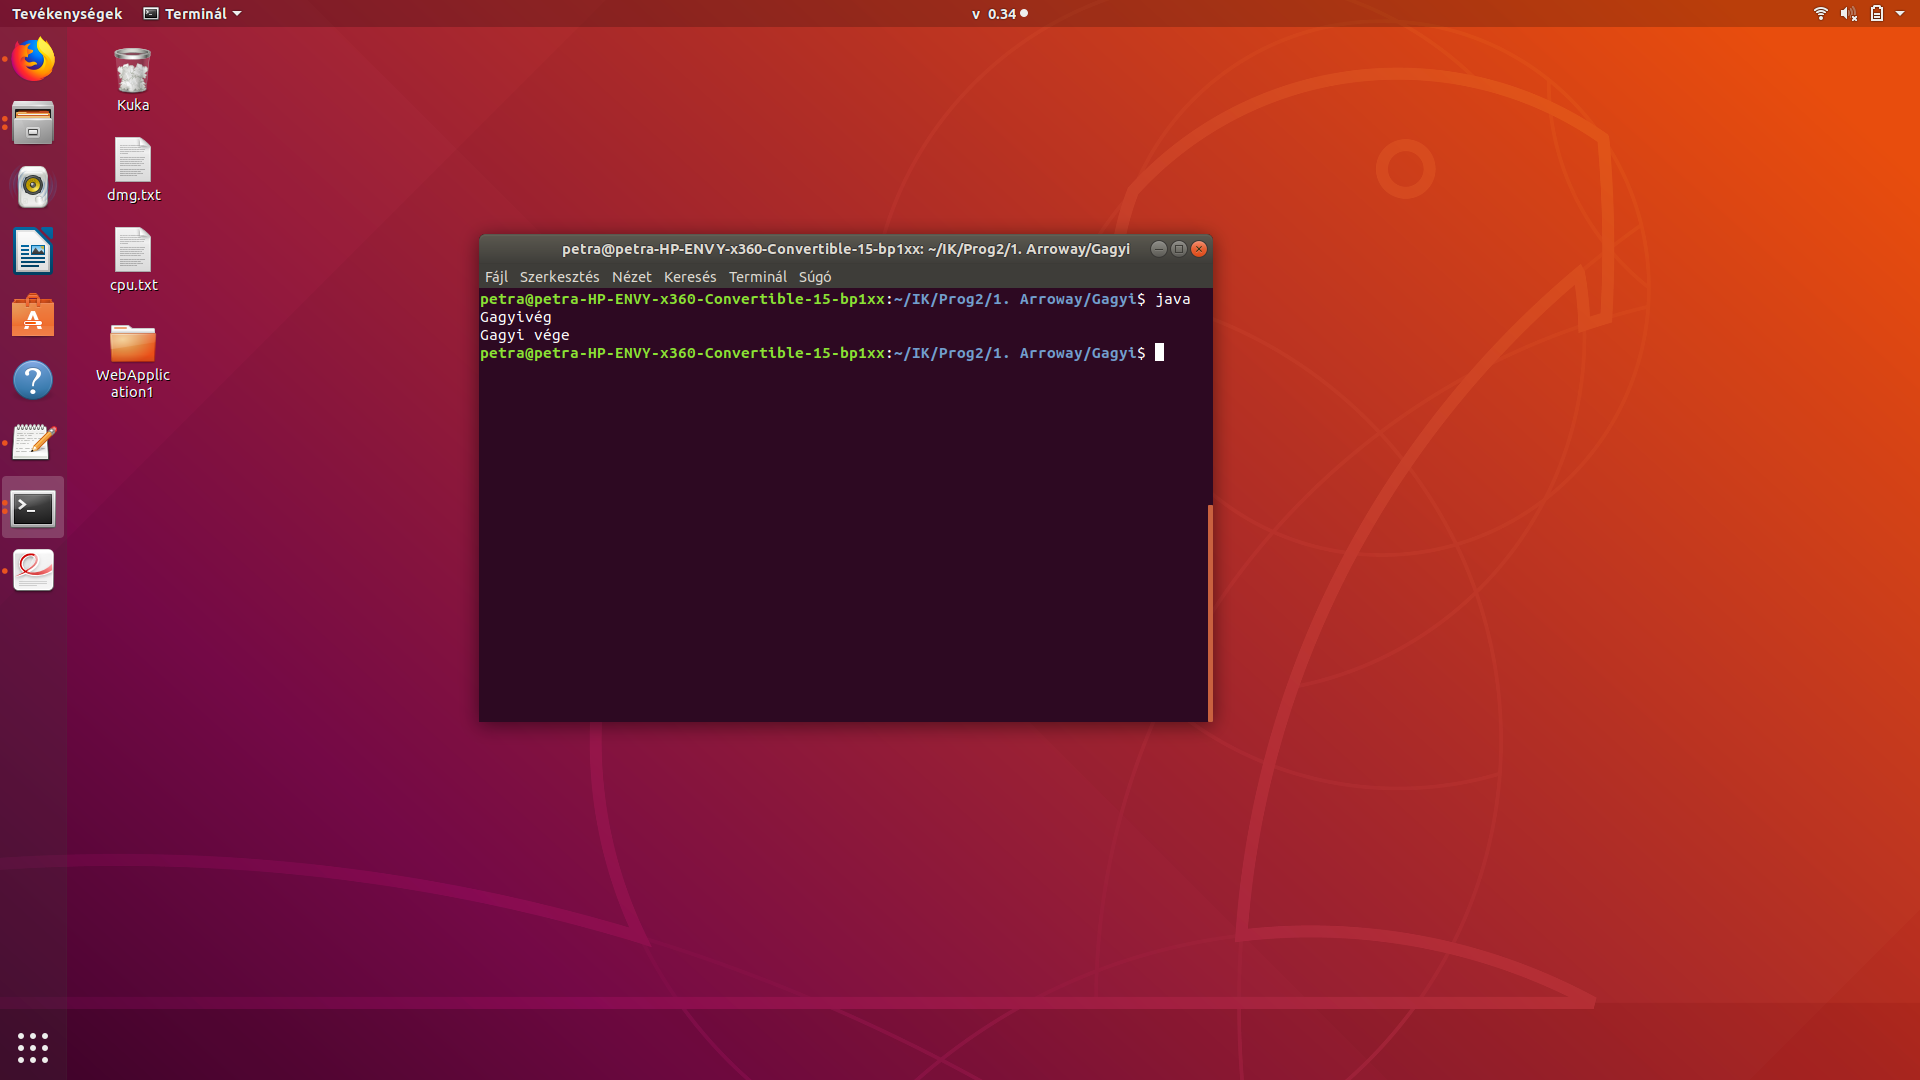 Tevékenységek Terminál v 0.34
Kuka
dmg.txt
cpu.txt
WebApplic
ation1
petra@petra-HP-ENVY-x360-Convertible-15-bp1xx: ~/IK/Prog2/1. Arroway/Gagyi
Fájl Szerkesztés Nézet Keresés Terminál Súgó
petra@petra-HP-ENVY-x360-Convertible-15-bp1xx:~/IK/Prog2/1. Arroway/Gagyi$ java
Gagyivég
Gagyi vége
petra@petra-HP-ENVY-x360-Convertible-15-bp1xx:~/IK/Prog2/1. Arroway/Gagyi$